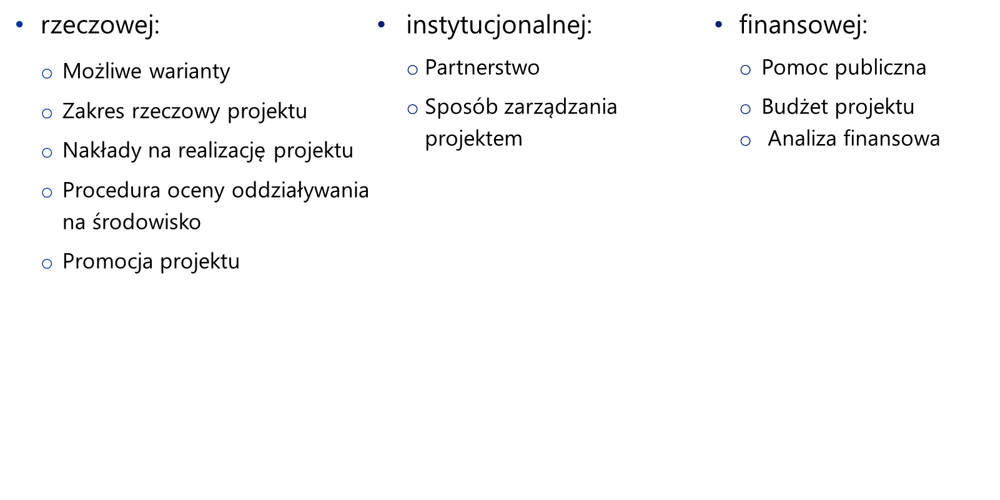 • rzeczowej:
o Możliwe warianty
o Zakres rzeczowy projektu
o Nakłady na realizację projektu
o Procedura oceny oddziaływania
na środowisko
o Promocja projektu
• instytucjonalnej:
o Partnerstwo
o Sposób zarządzania
projektem
• finansowej:
o Pomoc publiczna
o Budżet projektu
o Analiza finansowa